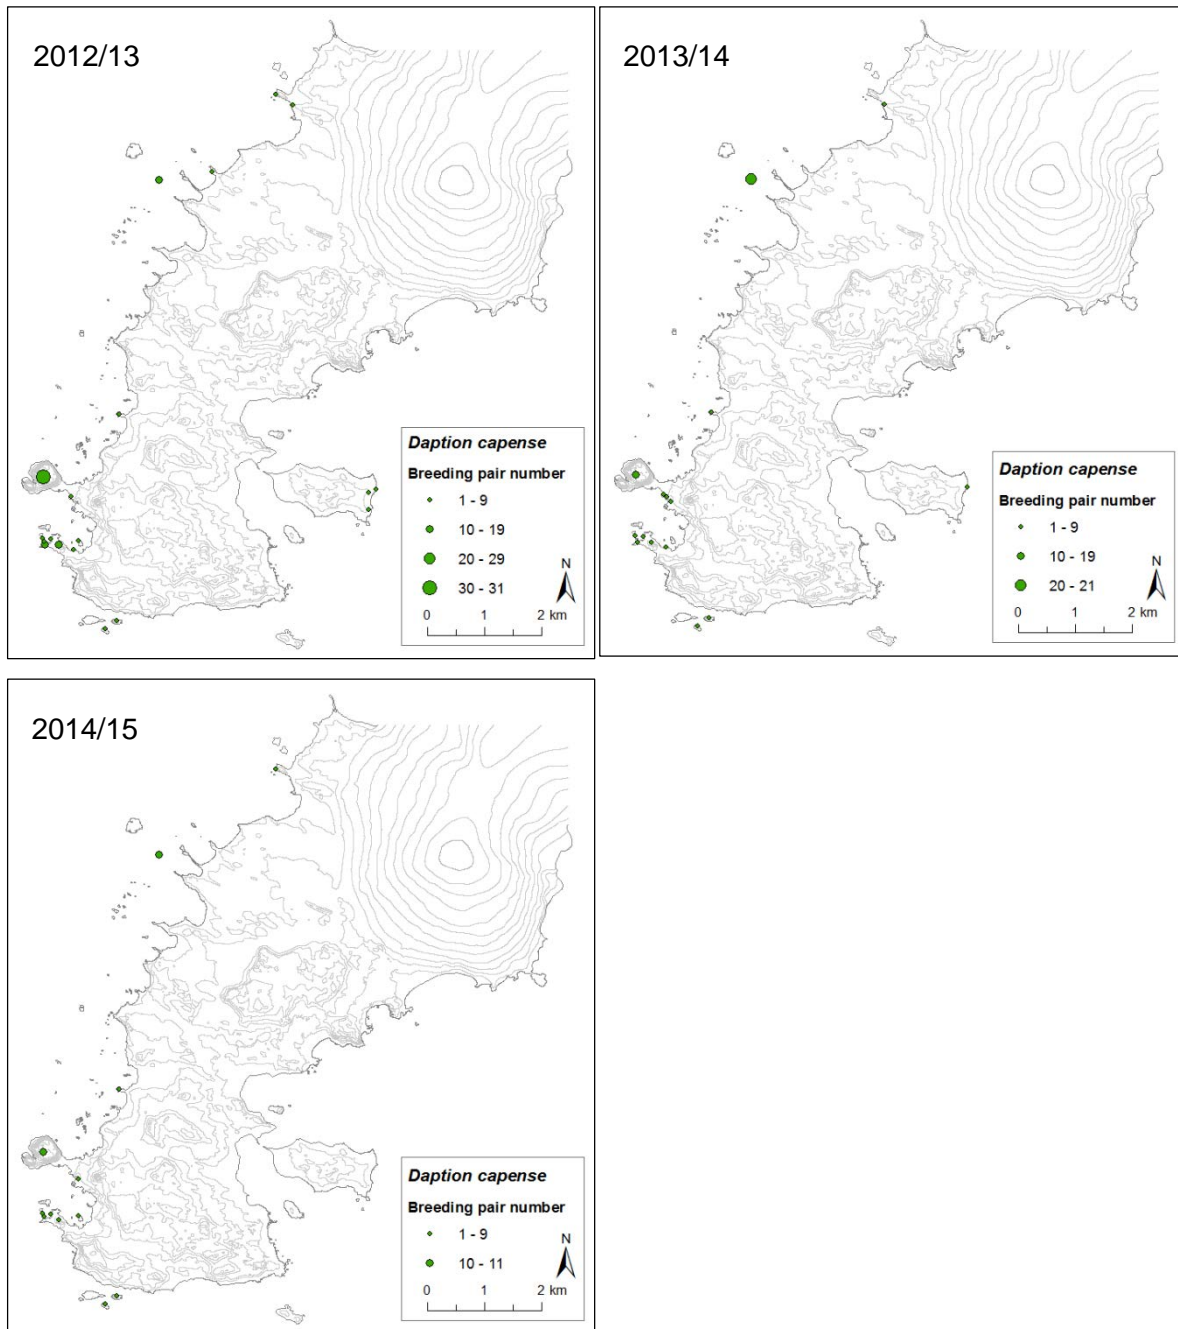 2012/13
Daption capense
Breeding pair number
1 - 9
10 - 19
20 - 29
30 - 31
N
0 1 2 km
2013/14
Daption capense
Breeding pair number
1 - 9
10 - 19
20 - 21
N
0 1 2 km
2014/15
Daption capense
Breeding pair number
1 - 9
10 - 11
N
0 1 2 km